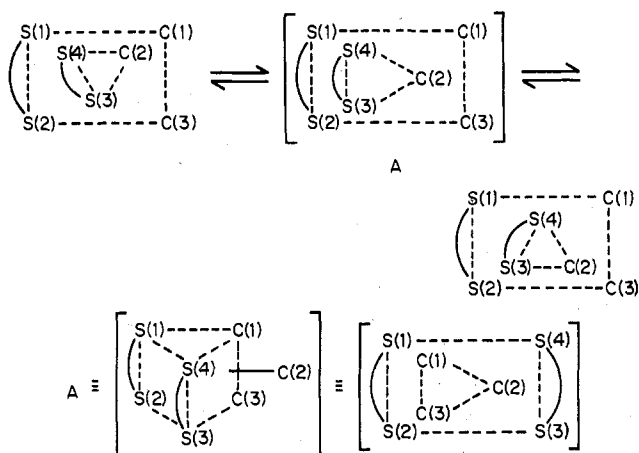 S(1) C(1) S(1) C(1)
S(4) C(2) S(4)
C(2)
S(3) S(3)
S(2) C(3) S(2) C(3)
A
S(1) C(1)
S(4)
S(3) C(2)
S(2) C(3)
S(1) C(1) S(1) S(4)
C(1)
A ≡ S(4) C(2) ≡ C(2)
S(2) C(3) C(3)
S(3) S(2) S(3)